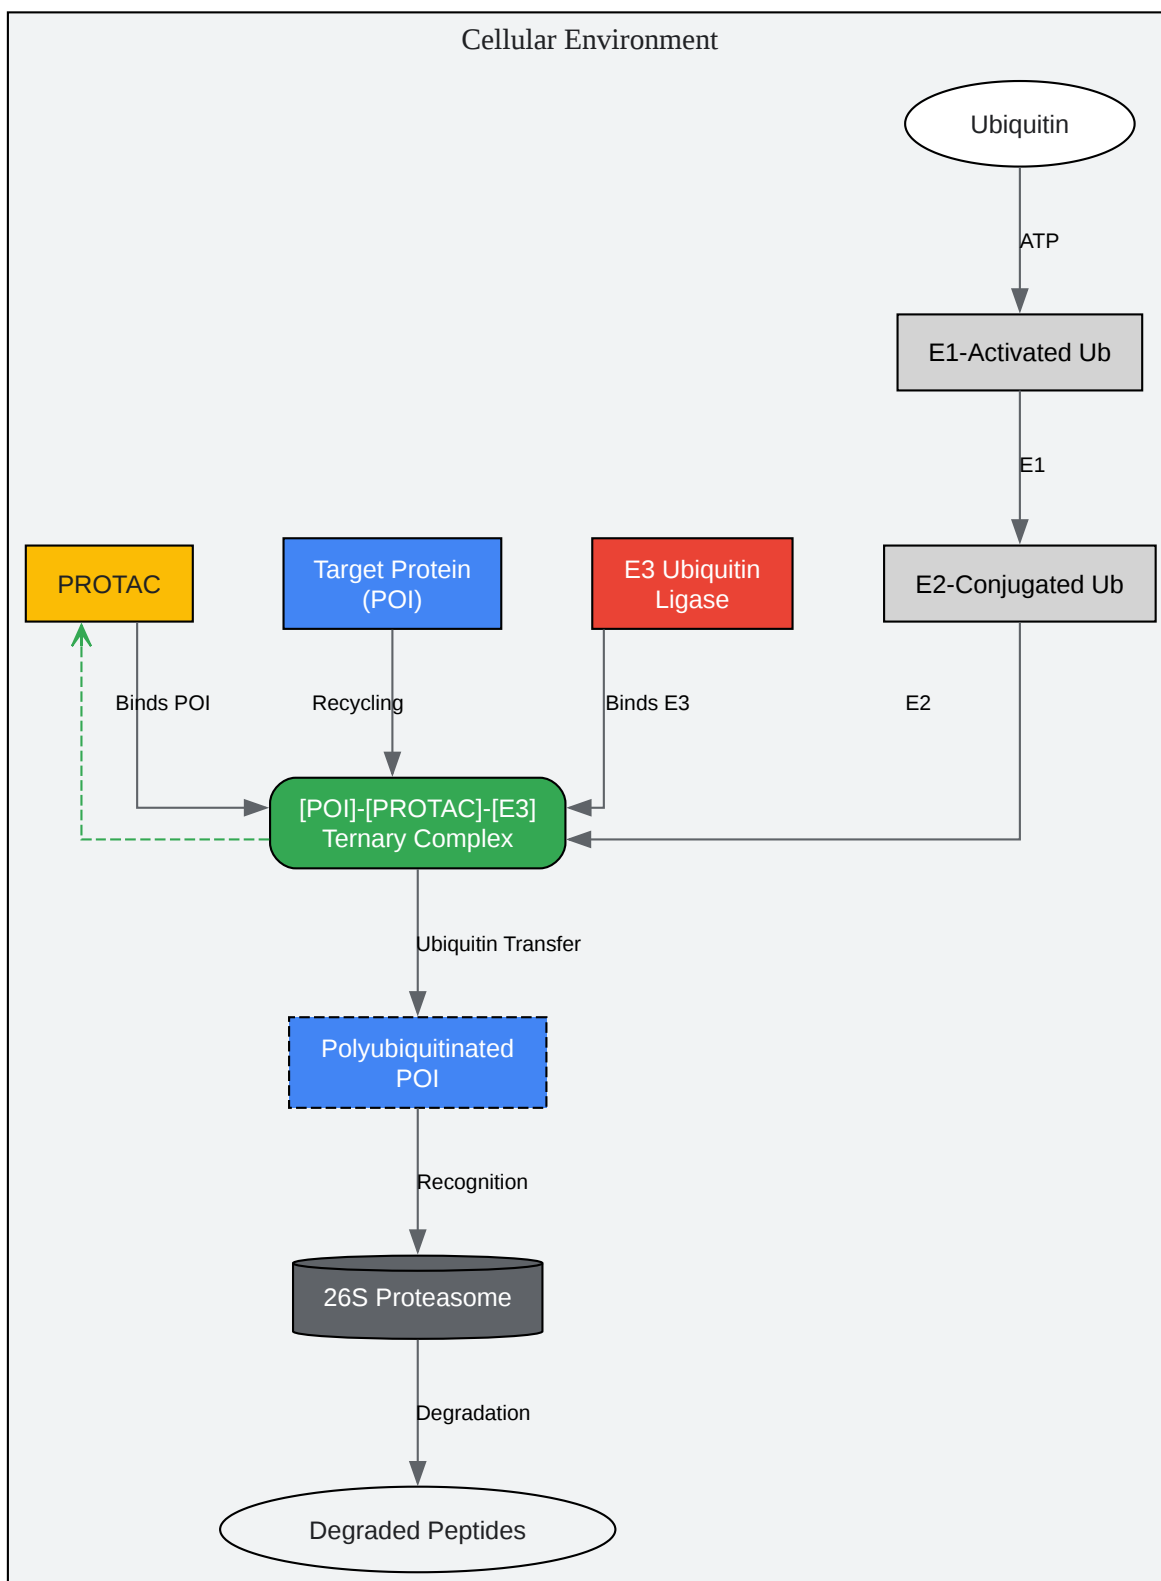 Cellular Environment
Ubiquitin
ATP
E1-Activated Ub
E1
PROTAC
Target Protein
(POI)
E3 Ubiquitin
Ligase
E2-Conjugated Ub
Binds POI
Recycling
Binds E3
E2
[POI]-[PROTAC]-[E3]
Ternary Complex
Ubiquitin Transfer
Polyubiquitinated
POI
Recognition
26S Proteasome
Degradation
Degraded Peptides